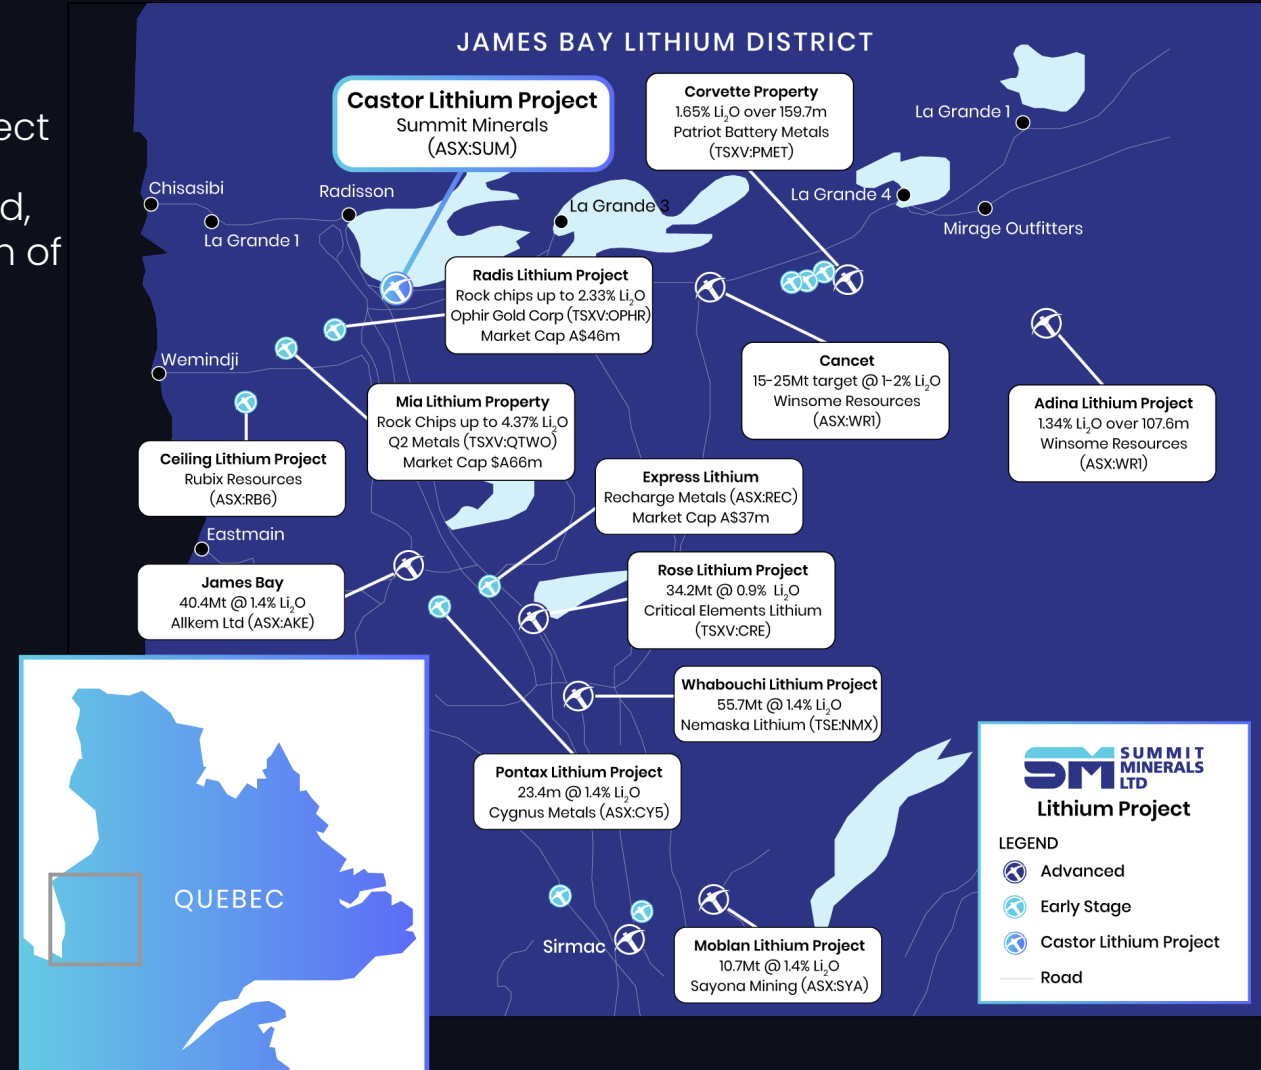 ect
d,
n of
JAMES BAY LITHIUM DISTRICT
Castor Lithium Project
Summit Minerals
(ASX:SUM)
Corvette Property
1.65% Li₂O over 159.7m
Patriot Battery Metals
(TSXV:PMET)
La Grande 1
Chisasibi
Radisson
La Grande 3
La Grande 4
La Grande 1
Mirage Outfitters
Radis Lithium Project
Rock chips up to 2.33% Li₂O
Ophir Gold Corp (TSXV:OPHR)
Market Cap A$46m
Wemindji
Cancet
15-25Mt target @ 1-2% Li₂O
Winsome Resources
(ASX:WR1)
Adina Lithium Project
1.34% Li₂O over 107.6m
Winsome Resources
(ASX:WR1)
Mia Lithium Property
Rock Chips up to 4.37% Li₂O
Q2 Metals (TSXV:QTWO)
Market Cap $A66m
Ceiling Lithium Project
Rubix Resources
(ASX:RB6)
Express Lithium
Recharge Metals (ASX:REC)
Market Cap A$37m
Eastmain
James Bay
40.4Mt @ 1.4% Li₂O
Allkem Ltd (ASX:AKE)
Rose Lithium Project
34.2Mt @ 0.9% Li₂O
Critical Elements Lithium
(TSXV:CRE)
Whabouchi Lithium Project
55.7Mt @ 1.4% Li₂O
Nemaska Lithium (TSE:NMX)
Pontax Lithium Project
23.4m @ 1.4% Li₂O
Cygnus Metals (ASX:CY5)
QUEBEC
Sirmac
Moblan Lithium Project
10.7Mt @ 1.4% Li₂O
Sayona Mining (ASX:SYA)
SM
SUMMIT
MINERALS
LTD
Lithium Project
LEGEND
Advanced
Early Stage
Castor Lithium Project
Road